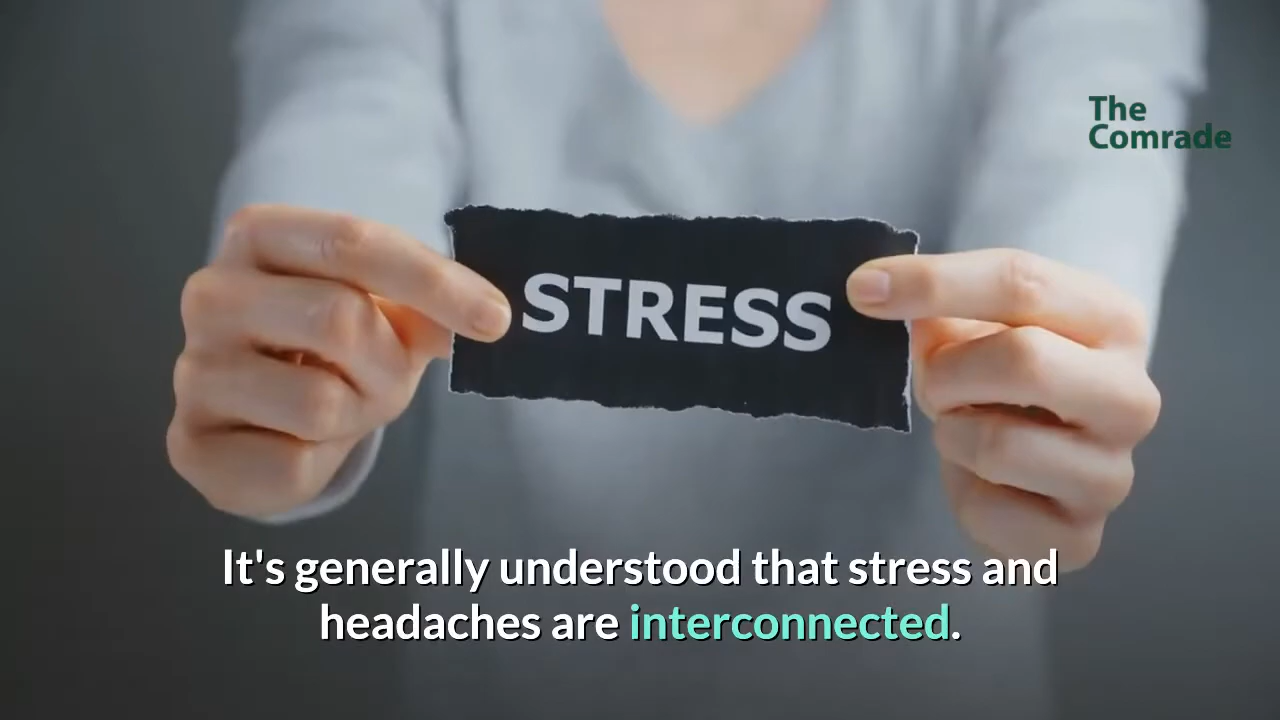 The
Comrade
STRESS
It's generally understood that stress and
headaches are interconnected.